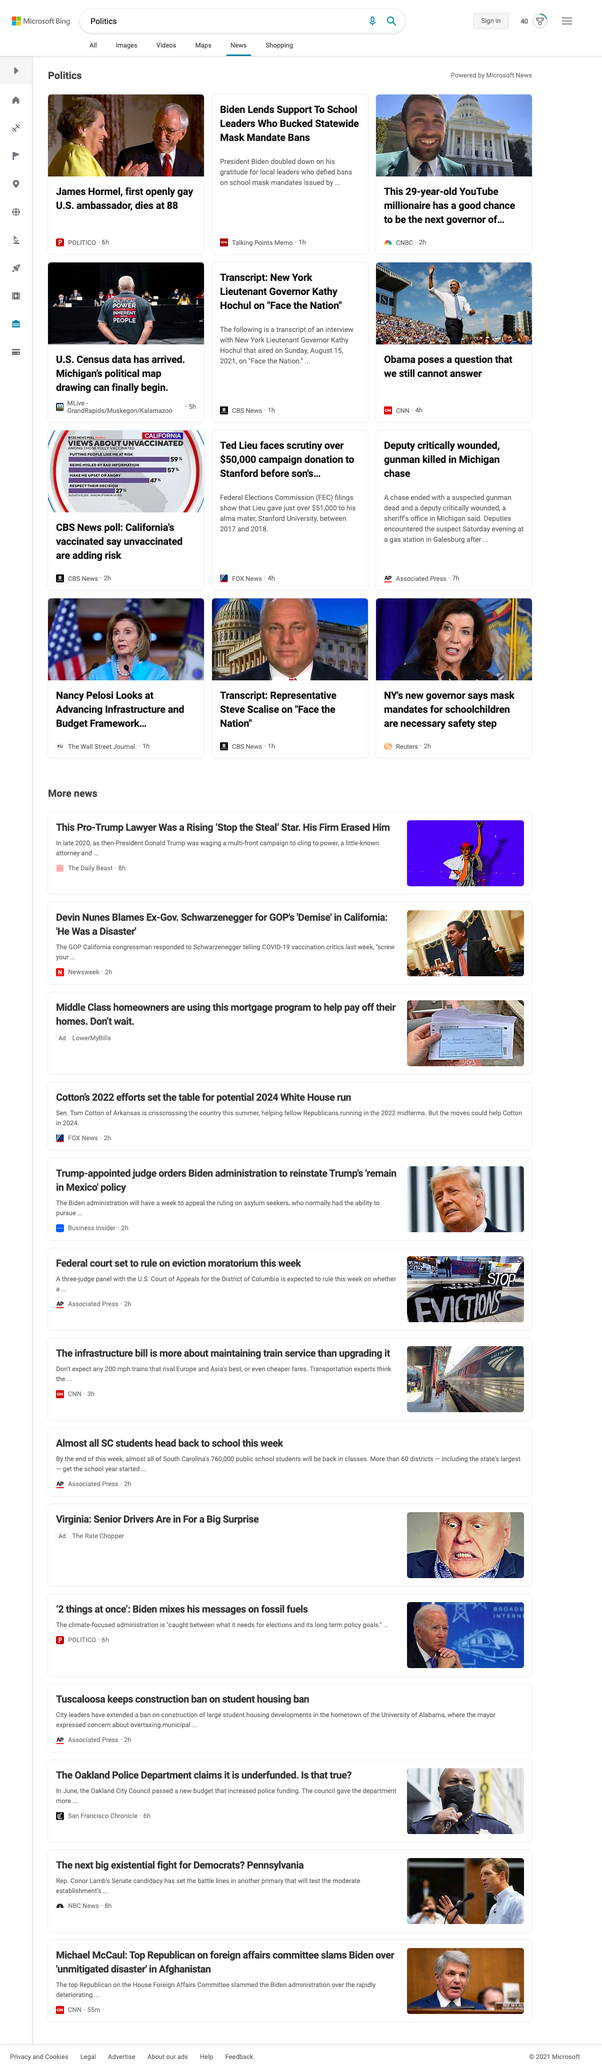 Microsoft Bing
Politics
Sign in
40
All Images Videos Maps News Shopping
Politics
Powered by Microsoft News
James Hormel, first openly gay
U.S. ambassador, dies at 88
POLITICO · 6h
Biden Lends Support To School
Leaders Who Bucked Statewide
Mask Mandate Bans
President Biden doubled down on his
gratitude for local leaders who defied bans
on school mask mandates issued by ...
Talking Points Memo · 1h
This 29-year-old YouTube
millionaire has a good chance
to be the next governor of...
CNBC · 2h
POWER
INHERENT
PEOPLE
U.S. Census data has arrived.
Michigan's political map
drawing can finally begin.
MLive -
GrandRapids/Muskegon/Kalamazoo · 5h
Transcript: New York
Lieutenant Governor Kathy
Hochul on "Face the Nation"
The following is a transcript of an interview
with New York Lieutenant Governor Kathy
Hochul that aired on Sunday, August 15,
2021, on "Face the Nation." ...
CBS News · 1h
Obama poses a question that
we still cannot answer
CNN · 4h
CALIFORNIA
VIEWS ABOUT UNVACCINATED
AMONG THOSE FULLY VACCINATED
PUTTING PEOPLE LIKE ME AT RISK
59%
BEING MISLED BY BAD INFORMATION
57%
MAKE ME UPSET OR ANGRY
47%
RESPECT THEIR DECISION
27%
CBS News poll: California's
vaccinated say unvaccinated
are adding risk
CBS News · 2h
Ted Lieu faces scrutiny over
$50,000 campaign donation to
Stanford before son's...
Federal Elections Commission (FEC) filings
show that Lieu gave just over $51,000 to his
alma mater, Stanford University, between
2017 and 2018.
FOX News · 4h
Deputy critically wounded,
gunman killed in Michigan
chase
A chase ended with a suspected gunman
dead and a deputy critically wounded, a
sheriff's office in Michigan said. Deputies
encountered the suspect Saturday evening at
a gas station in Galesburg after ...
Associated Press · 7h
Nancy Pelosi Looks at
Advancing Infrastructure and
Budget Framework...
The Wall Street Journal. · 1h
Transcript: Representative
Steve Scalise on "Face the
Nation"
CBS News · 1h
NY's new governor says mask
mandates for schoolchildren
are necessary safety step
Reuters · 2h
More news
This Pro-Trump Lawyer Was a Rising 'Stop the Steal' Star. His Firm Erased Him
In late 2020, as then-President Donald Trump was waging a multi-front campaign to cling to power, a little-known
attorney and ...
The Daily Beast · 8h
Devin Nunes Blames Ex-Gov. Schwarzenegger for GOP's 'Demise' in California:
'He Was a Disaster'
The GOP California congressman responded to Schwarzenegger telling COVID-19 vaccination critics last week, "screw
your ...
Newsweek · 2h
Middle Class homeowners are using this mortgage program to help pay off their
homes. Don't wait.
Ad LowerMyBills
Cotton's 2022 efforts set the table for potential 2024 White House run
Sen. Tom Cotton of Arkansas is crisscrossing the country this summer, helping fellow Republicans running in the 2022 midterms. But the moves could help Cotton
in 2024.
FOX News · 2h
Trump-appointed judge orders Biden administration to reinstate Trump's 'remain
in Mexico' policy
The Biden administration will have a week to appeal the ruling on asylum seekers, who normally had the ability to
pursue ...
Business Insider · 2h
Federal court set to rule on eviction moratorium this week
A three-judge panel with the U.S. Court of Appeals for the District of Columbia is expected to rule this week on whether
a ...
Associated Press · 2h
STOP
EVICTIONS
The infrastructure bill is more about maintaining train service than upgrading it
Don't expect any 200 mph trains that rival Europe and Asia's best, or even cheaper fares. Transportation experts think
the ...
CNN · 3h
AMTRAK
Almost all SC students head back to school this week
By the end of this week, almost all of South Carolina's 760,000 public school students will be back in classes. More than 60 districts — including the state's largest
— get the school year started ...
Associated Press · 2h
Virginia: Senior Drivers Are in For a Big Surprise
Ad The Rate Chopper
'2 things at once': Biden mixes his messages on fossil fuels
The climate-focused administration is "caught between what it needs for elections and its long term policy goals." ...
POLITICO · 6h
BROADB
INTERN
Tuscaloosa keeps construction ban on student housing ban
City leaders have extended a ban on construction of large student housing developments in the hometown of the University of Alabama, where the mayor
expressed concern about overtaxing municipal ...
Associated Press · 2h
The Oakland Police Department claims it is underfunded. Is that true?
In June, the Oakland City Council passed a new budget that increased police funding. The council gave the department
more ...
San Francisco Chronicle · 6h
The next big existential fight for Democrats? Pennsylvania
Rep. Conor Lamb's Senate candidacy has set the battle lines in another primary that will test the moderate
establishment's ...
NBC News · 8h
Michael McCaul: Top Republican on foreign affairs committee slams Biden over
'unmitigated disaster' in Afghanistan
The top Republican on the House Foreign Affairs Committee slammed the Biden administration over the rapidly
deteriorating ...
CNN · 55m
Privacy and Cookies Legal Advertise About our ads Help Feedback
© 2021 Microsoft